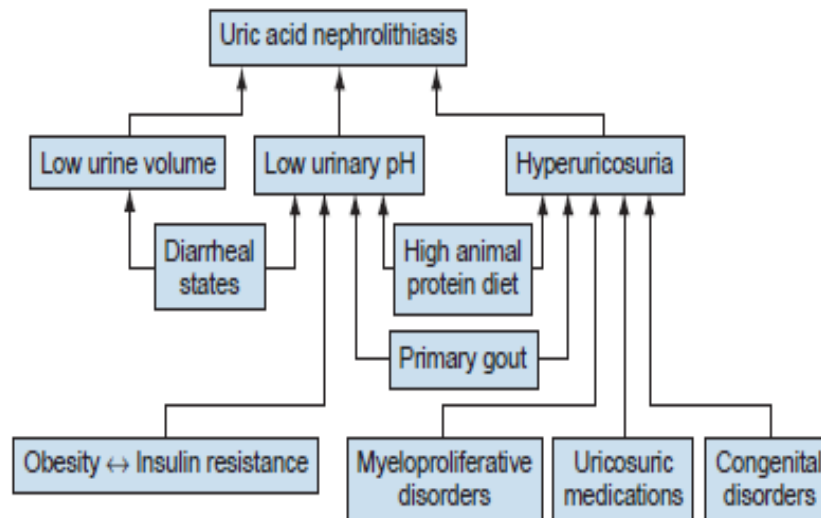 Uric acid nephrolithiasis
Low urine volume
Low urinary pH
Hyperuricosuria
Diarrheal
states
High animal
protein diet
Primary gout
Obesity ↔ Insulin resistance
Myeloproliferative
disorders
Uricosuric
medications
Congenital
disorders